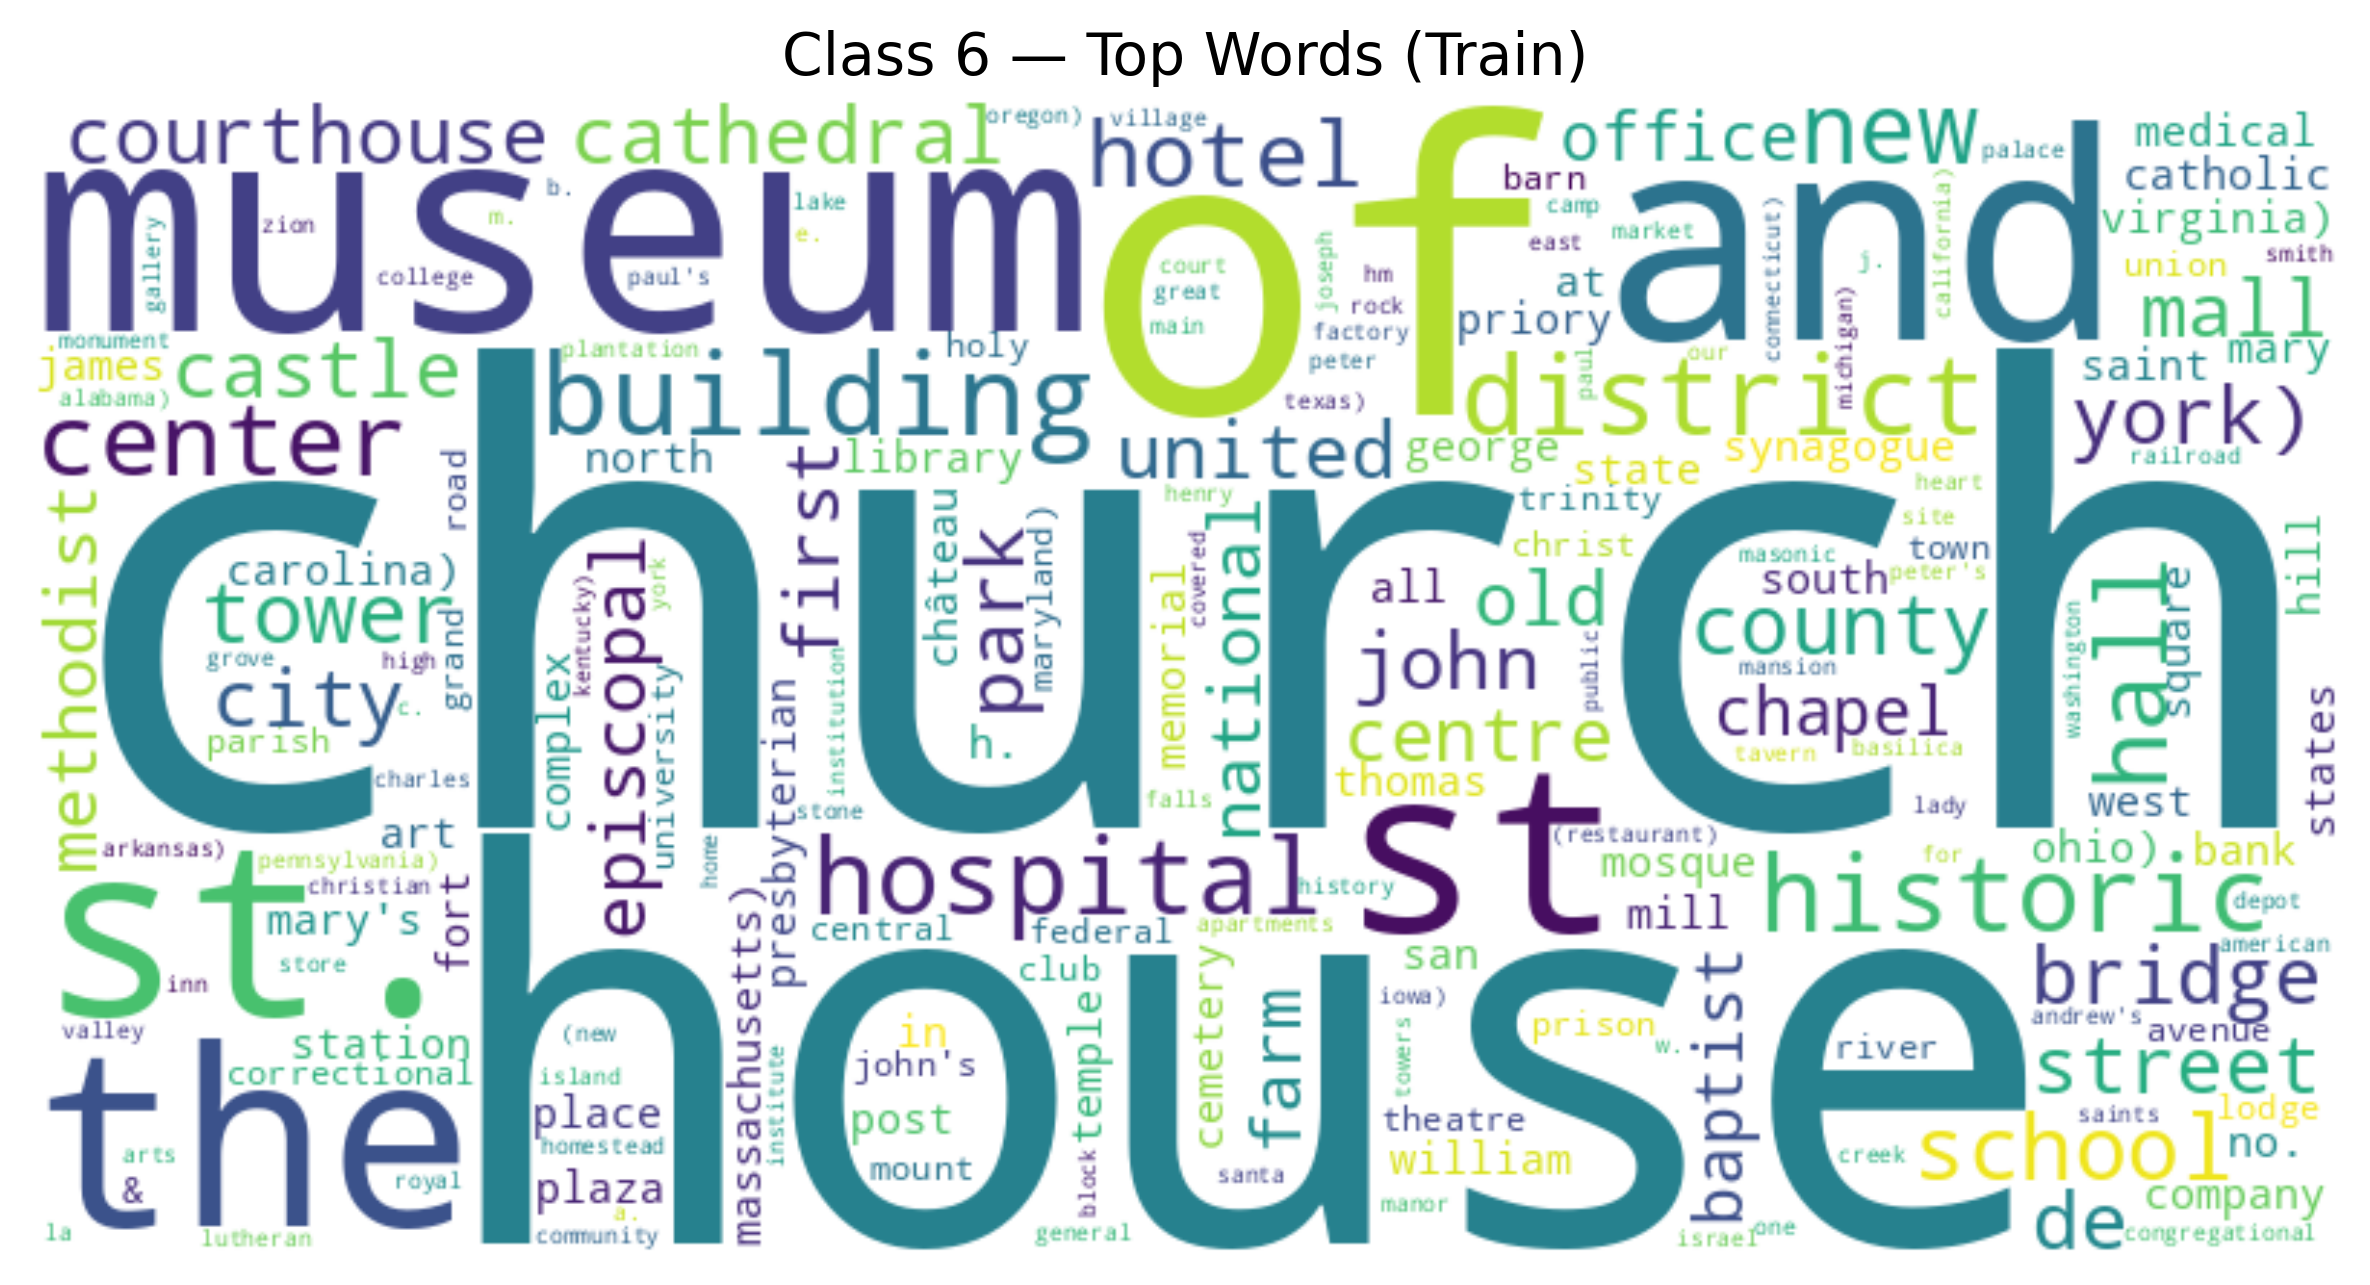 Class 6 — Top Words (Train)
courthouse cathedral oregon) village hotel office new palace medical
museum of and
b. zion m. lake e. gallery college paul's
barn camp east market catholic virginia) smith union
court great main joseph hm rock factory peter texas)
at priory connecticut) j. california) michigan) mall mary
monument james castle alabama) plantation holy building
paul our district saint york) railroad
center north library united george state synagogue
church
road first château henry trinity heart site
methodist carolina) tower grove high grand city c. parish charles
kentucky) york episcopal complex university
park maryland) h. covered memorial national
christ all old john public centre thomas
masonic town south peter's county mansion chapel tavern basilica
washington hall square hill west states lady
presbyterian institution stone falls
arkansas) art pennsylvania) christian mary's fort store inn
st.
home hospital history st (restaurant) mosque mill
for ohio) bank historic depot american
central federal apartments
house
valley station correctional the arts & royal la lutheran
(new island place homestead plaza a. community
massachusetts) institute
in john's post mount
club temple block cemetery farm santa general
san iowa) towers theatre william manor
prison w. baptist israel one
bridge andrew's avenue river street
saints lodge creek school no. company de congregational